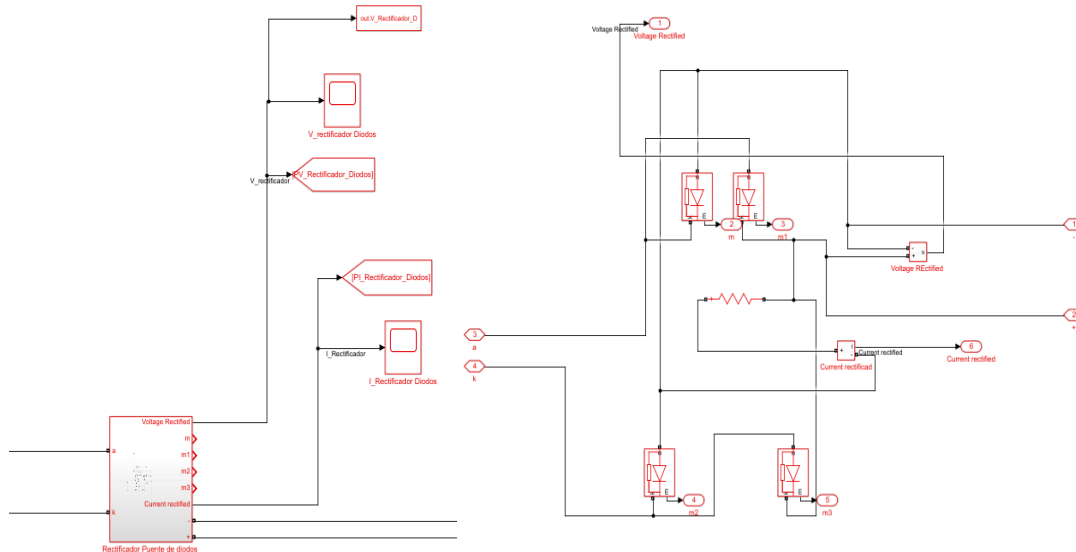 out.V_Rectificador_D
V_rectificador Diodos
[PV_Rectificador_Diodos]
V_rectificador
[PI_Rectificador_Diodos]
I_Rectificador
I_Rectificador Diodos
Voltage Rectified
m
a
m1
m2
m3
Current rectified
k
-
+
Rectificador Puente de diodos
1
Voltage Rectified
Voltage Rectified
E
2
m
E
3
m1
1
-
-
+
v
Voltage REctified
+
2
+
3
a
4
k
+
i
-
Current rectified
6
Current rectified
Current rectificad
E
4
m2
E
5
m3